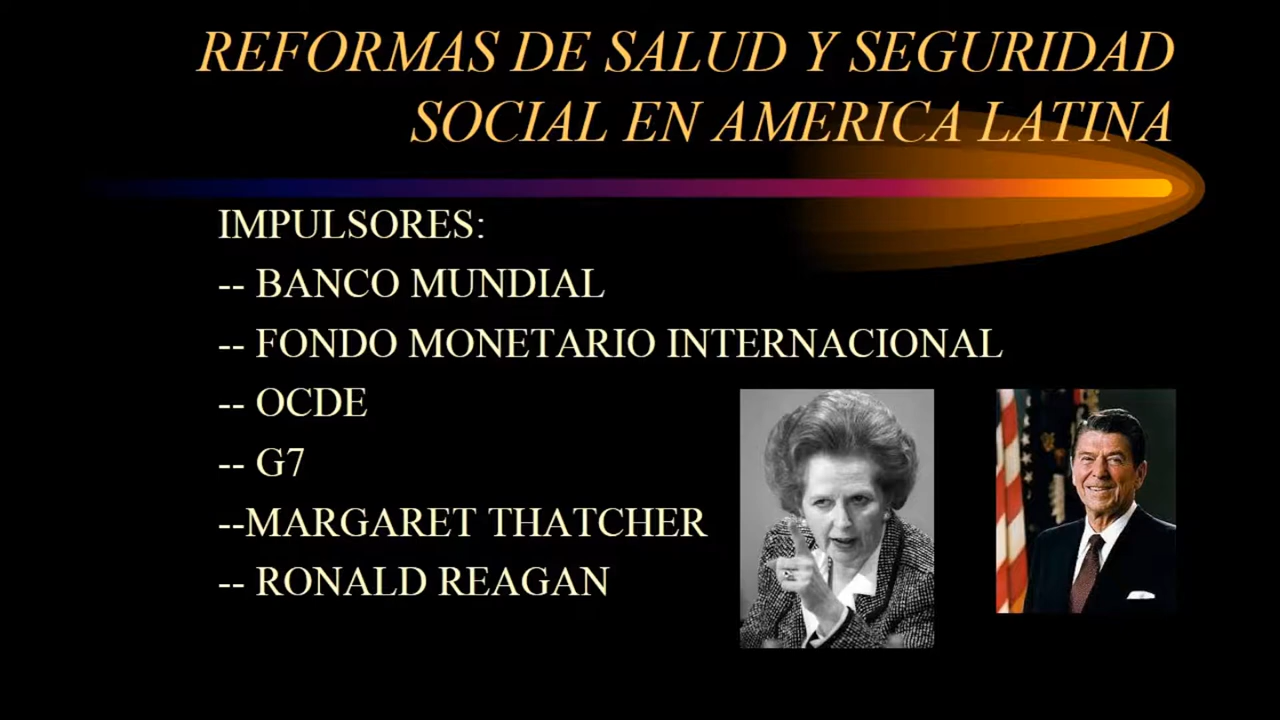 REFORMAS DE SALUD Y SEGURIDAD
SOCIAL EN AMERICA LATINA
IMPULSORES:
-- BANCO MUNDIAL
-- FONDO MONETARIO INTERNACIONAL
-- OCDE
-- G7
--MARGARET THATCHER
-- RONALD REAGAN